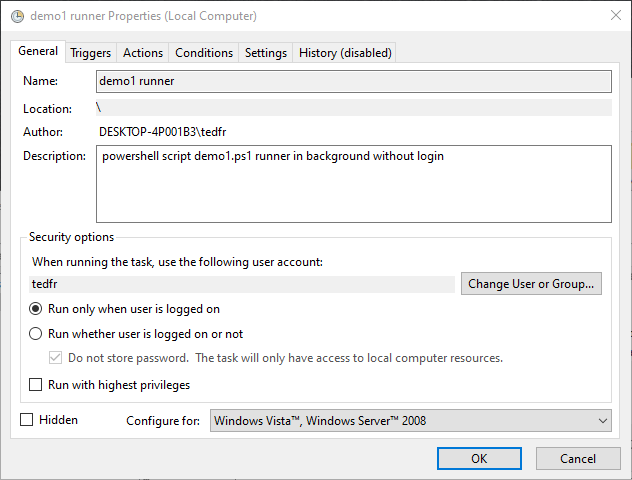 demo1 runner Properties (Local Computer)
General Triggers Actions Conditions Settings History (disabled)
Name: demo1 runner
Location: \
Author: DESKTOP-4P001B3\tedfr
Description: powershell script demo1.ps1 runner in background without login
Security options
When running the task, use the following user account:
tedfr Change User or Group...
Run only when user is logged on
Run whether user is logged on or not
Do not store password. The task will only have access to local computer resources.
Run with highest privileges
Hidden Configure for: Windows Vista™, Windows Server™ 2008
OK Cancel